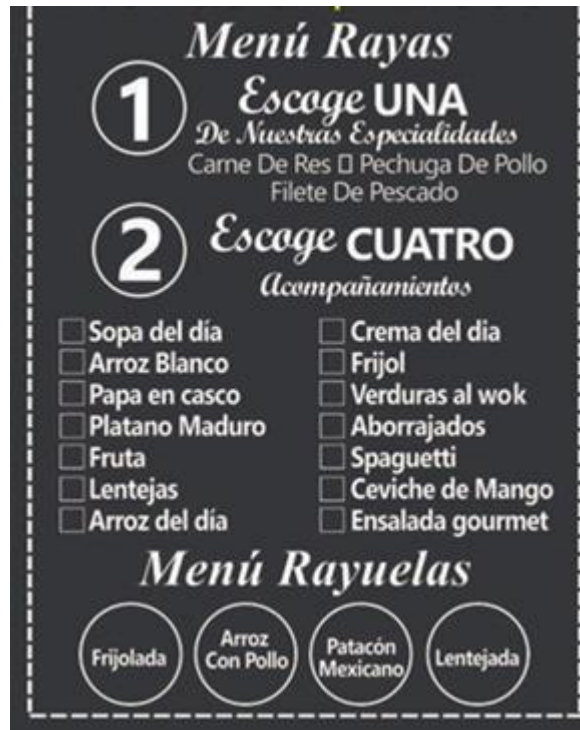 Menú Rayas
1
Escoge UNA
De Nuestras Especialidades
Carne De Res ▯ Pechuga De Pollo
Filete De Pescado
2
Escoge CUATRO
Acompañamientos
Sopa del día
Arroz Blanco
Papa en casco
Platano Maduro
Fruta
Lentejas
Arroz del día
Crema del dia
Frijol
Verduras al wok
Aborrajados
Spaguetti
Ceviche de Mango
Ensalada gourmet
Menú Rayuelas
Frijolada
Arroz
Con Pollo
Patacón
Mexicano
Lentejada